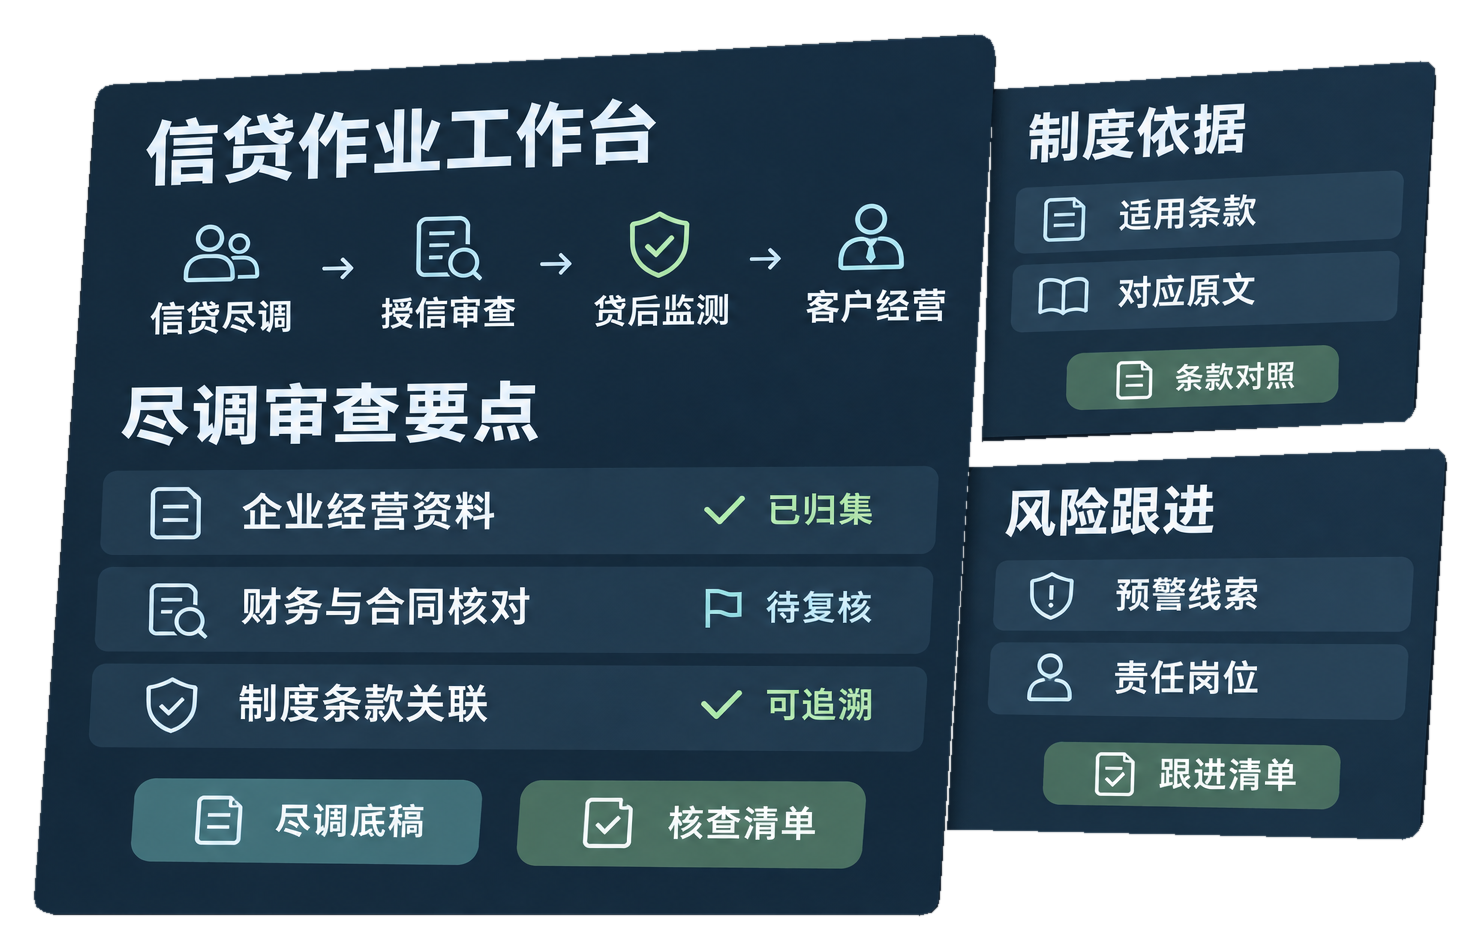 信贷作业工作台
信贷尽调
授信审查
贷后监测
客户经营
尽调审查要点
企业经营资料
已归集
财务与合同核对
待复核
制度条款关联
可追溯
尽调底稿
核查清单
制度依据
适用条款
对应原文
条款对照
风险跟进
预警线索
责任岗位
跟进清单